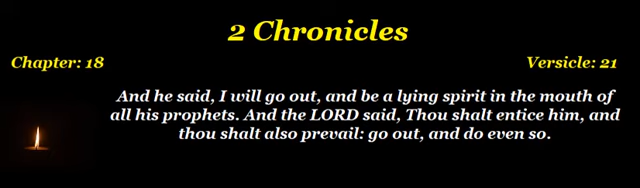 2 Chronicles
Chapter: 18
Versicle: 21
And he said, I will go out, and be a lying spirit in the mouth of
all his prophets. And the LORD said, Thou shalt entice him, and
thou shalt also prevail: go out, and do even so.